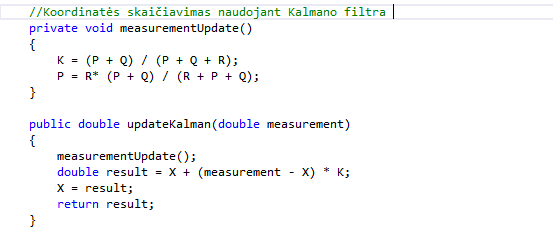 //Koordinatės skaičiavimas naudojant Kalmano filtra
private void measurementUpdate()
{
K = (P + Q) / (P + Q + R);
P = R* (P + Q) / (R + P + Q);
}
public double updateKalman(double measurement)
{
measurementUpdate();
double result = X + (measurement - X) * K;
X = result;
return result;
}